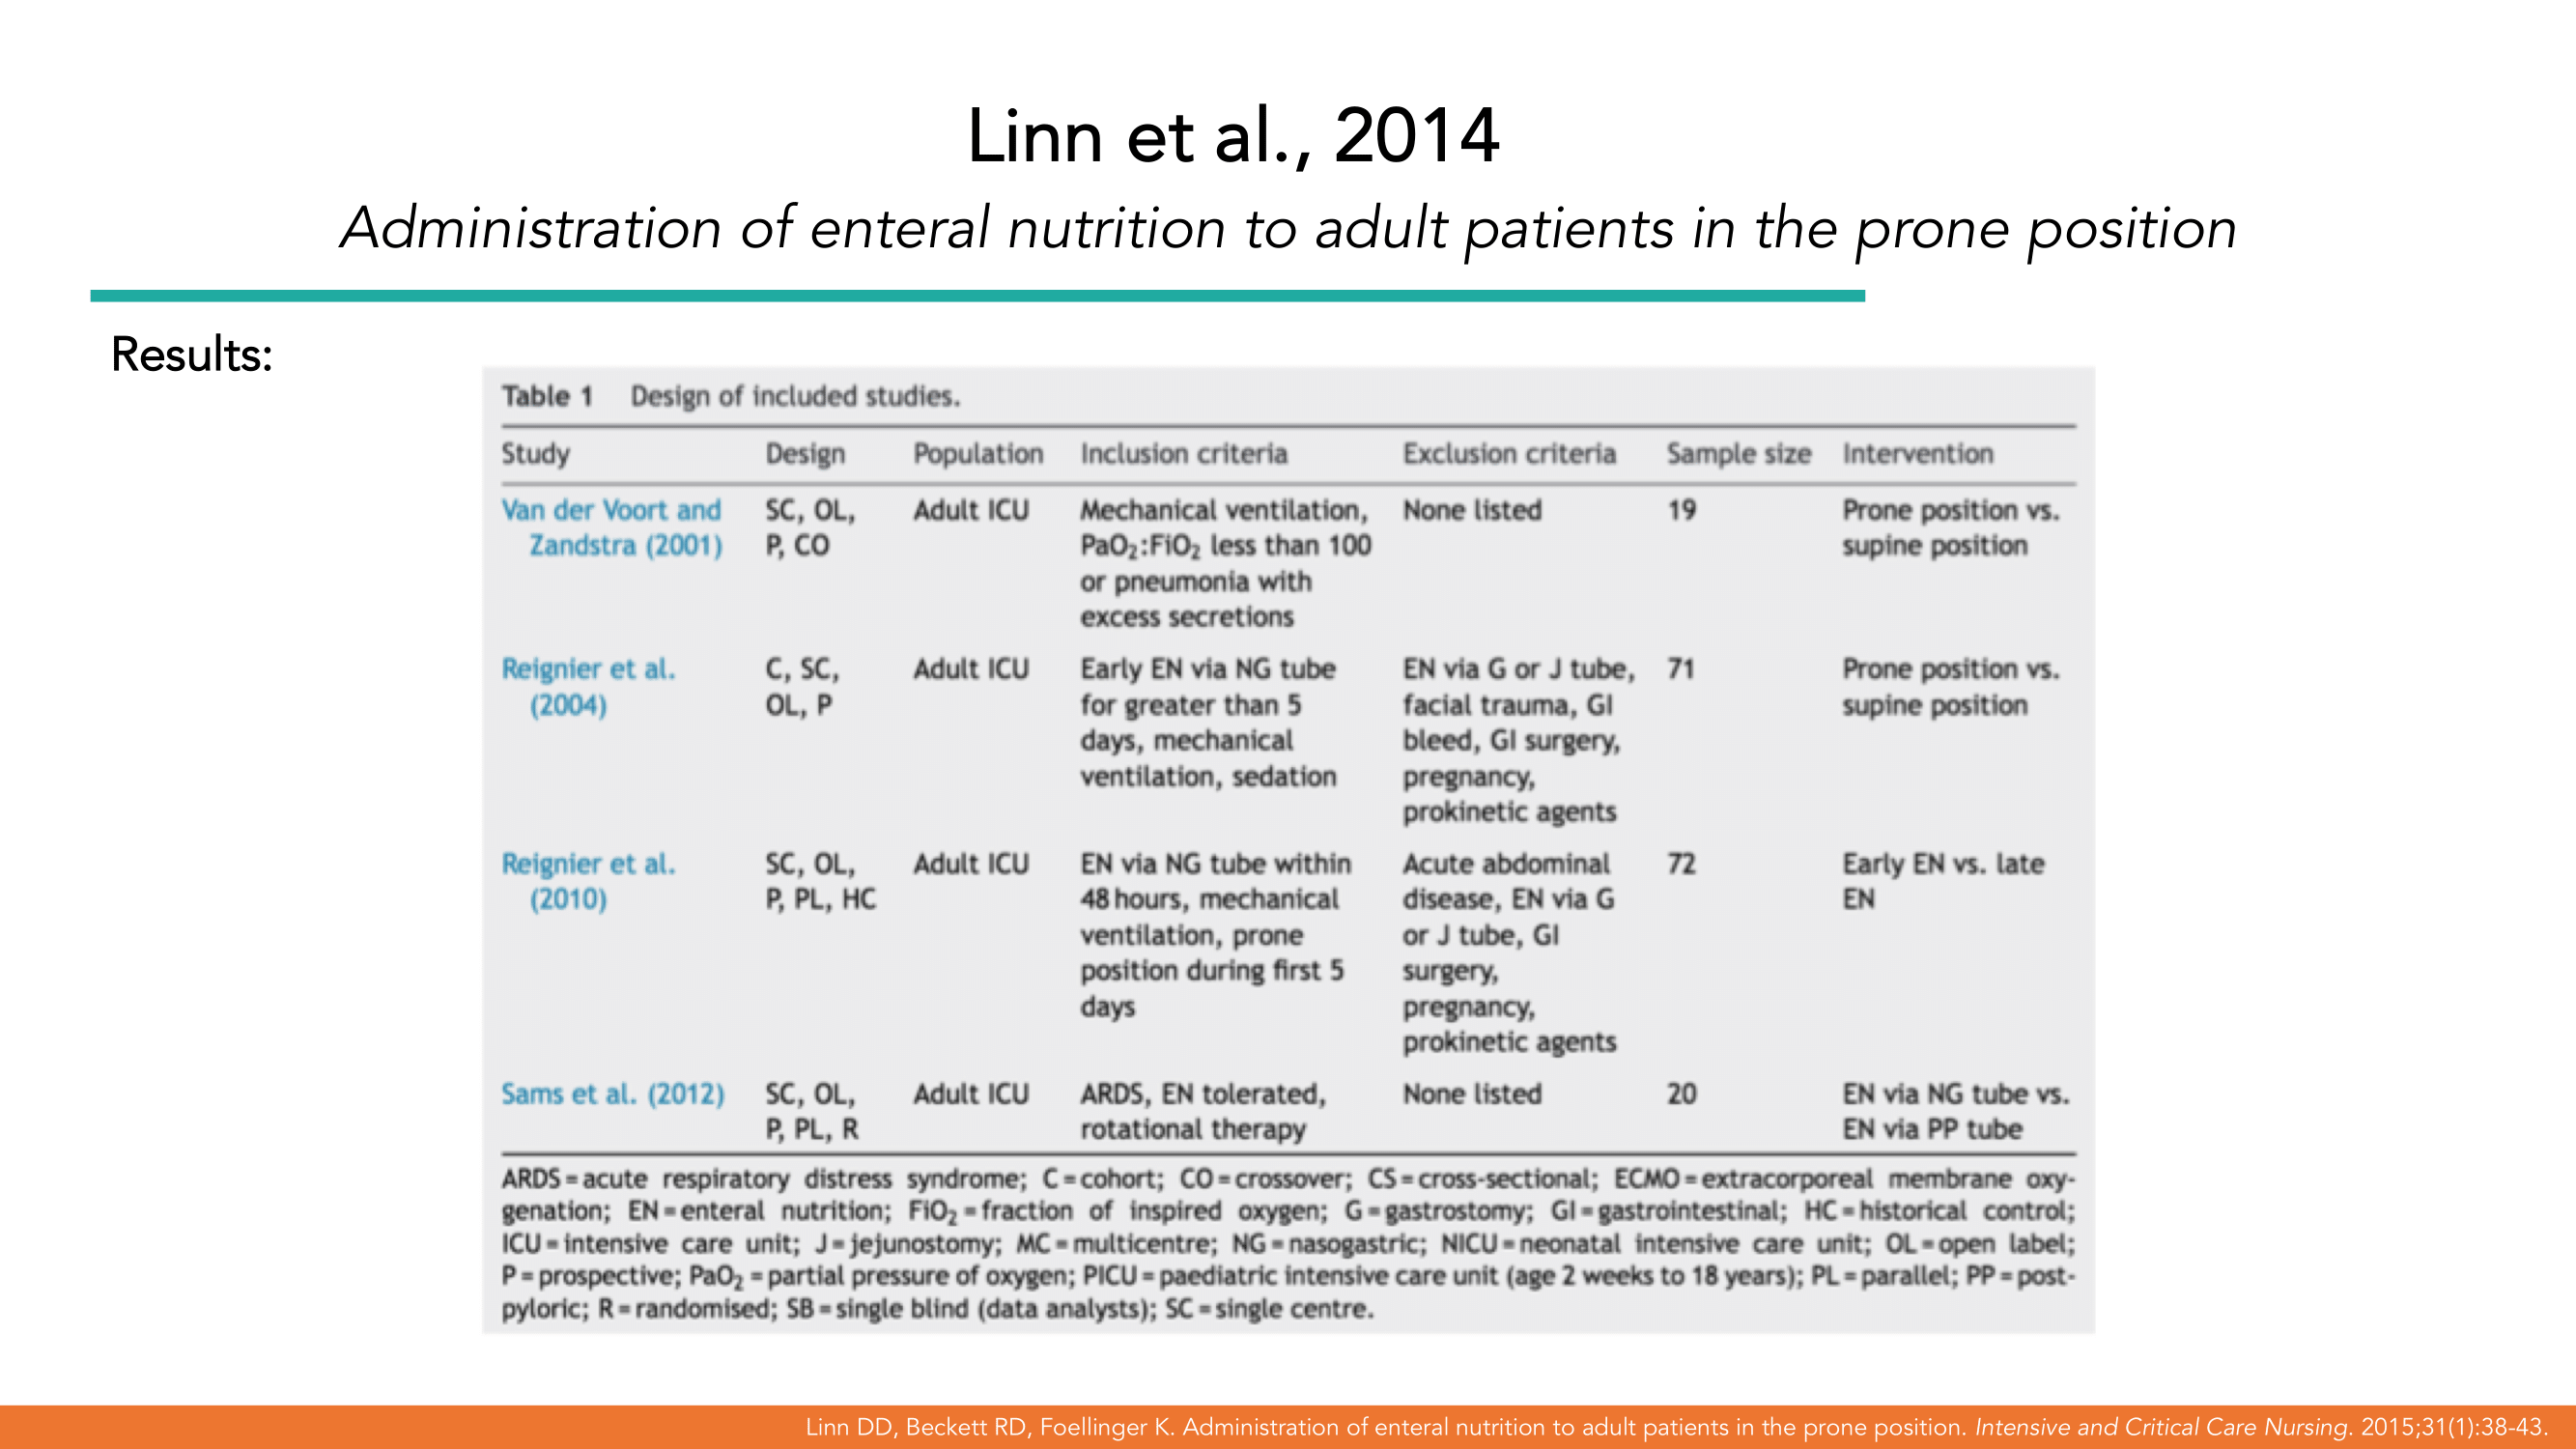 Linn et al., 2014
Administration of enteral nutrition to adult patients in the prone position
Results:
Table 1 Design of included studies.
Study Design Population Inclusion criteria Exclusion criteria Sample size Intervention
Van der Voort and SC, OL, Adult ICU Mechanical ventilation, None listed 19 Prone position vs.
Zandstra (2001) P, CO PaO₂:FiO₂ less than 100 supine position
or pneumonia with
excess secretions
Reignier et al. C, SC, Adult ICU Early EN via NG tube EN via G or J tube, 71 Prone position vs.
(2004) OL, P for greater than 5 facial trauma, GI supine position
days, mechanical bleed, GI surgery,
ventilation, sedation pregnancy,
prokinetic agents
Reignier et al. SC, OL, Adult ICU EN via NG tube within Acute abdominal 72 Early EN vs. late
(2010) P, PL, HC 48 hours, mechanical disease, EN via G EN
ventilation, prone or J tube, GI
position during first 5 surgery,
days pregnancy,
prokinetic agents
Sams et al. (2012) SC, OL, Adult ICU ARDS, EN tolerated, None listed 20 EN via NG tube vs.
P, PL, R rotational therapy EN via PP tube
ARDS = acute respiratory distress syndrome; C = cohort; CO = crossover; CS = cross-sectional; ECMO = extracorporeal membrane oxy-
genation; EN = enteral nutrition; FiO₂ = fraction of inspired oxygen; G = gastrostomy; GI = gastrointestinal; HC = historical control;
ICU = intensive care unit; J = jejunostomy; MC = multicentre; NG = nasogastric; NICU = neonatal intensive care unit; OL = open label;
P = prospective; PaO₂ = partial pressure of oxygen; PICU = paediatric intensive care unit (age 2 weeks to 18 years); PL = parallel; PP = post-
pyloric; R = randomised; SB = single blind (data analysts); SC = single centre.
Linn DD, Beckett RD, Foellinger K. Administration of enteral nutrition to adult patients in the prone position. Intensive and Critical Care Nursing. 2015;31(1):38-43.